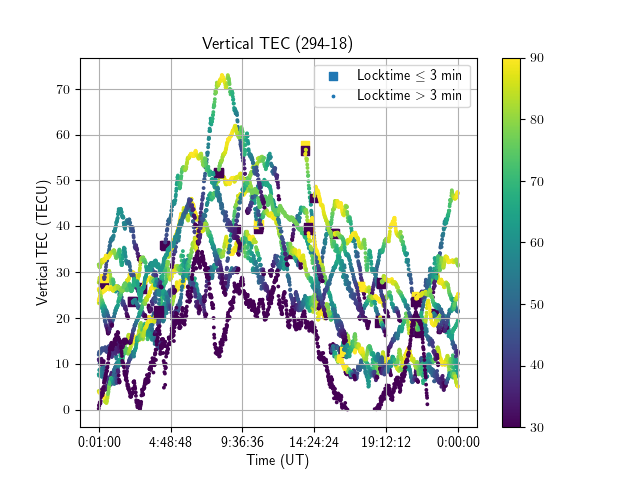 Vertical TEC (294-18)
Locktime ≤ 3 min
Locktime > 3 min
Vertical TEC (TECU)
70
60
50
40
30
20
10
0
0:01:00 4:48:48 9:36:36 14:24:24 19:12:12 0:00:00
Time (UT)
90
80
70
60
50
40
30